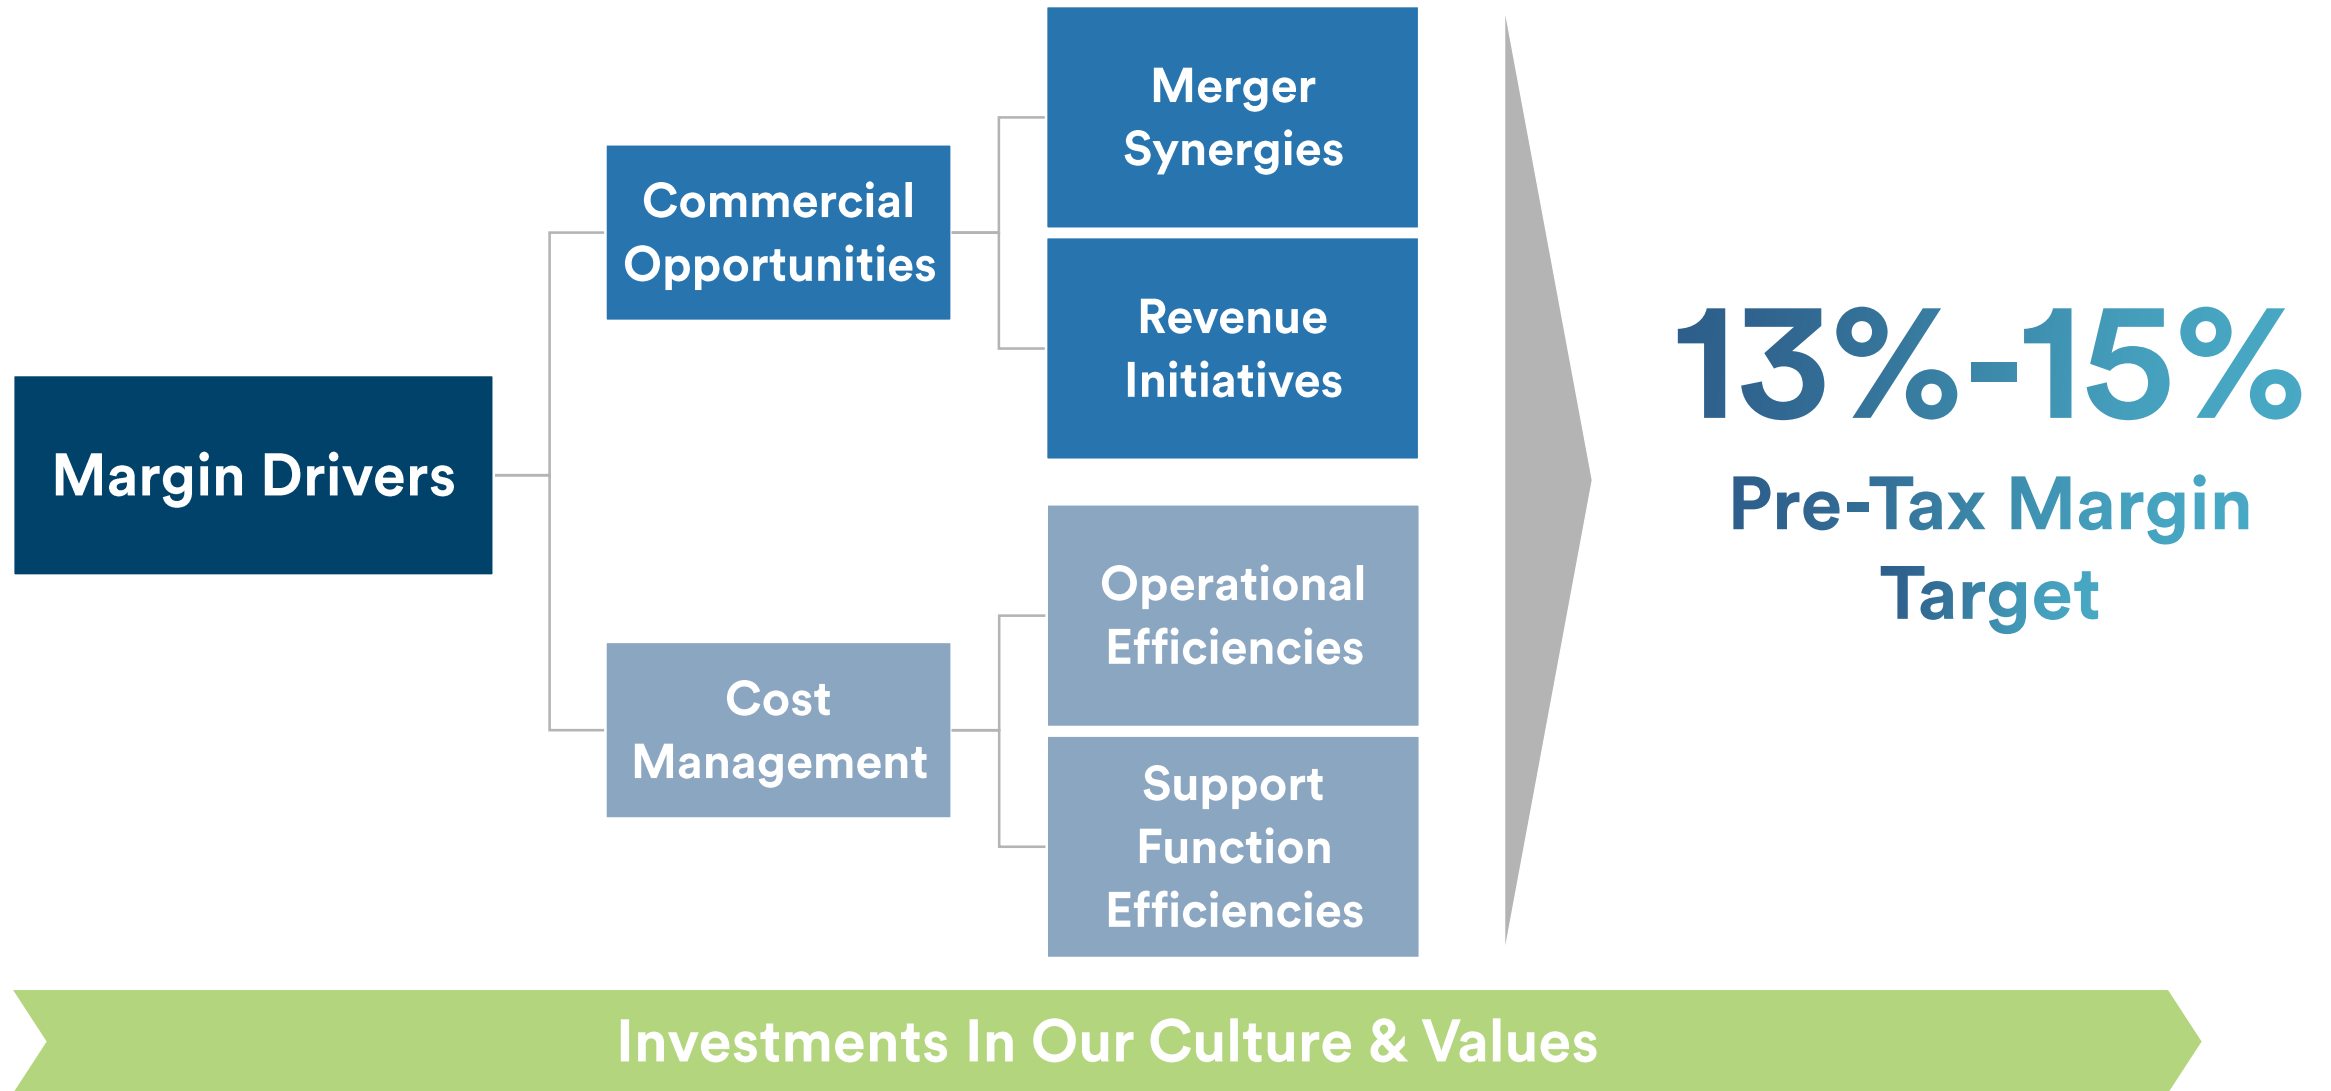 Margin Drivers
Commercial
Opportunities
Merger
Synergies
Revenue
Initiatives
Cost
Management
Operational
Efficiencies
Support
Function
Efficiencies
13%-15%
Pre-Tax Margin
Target
Investments In Our Culture & Values